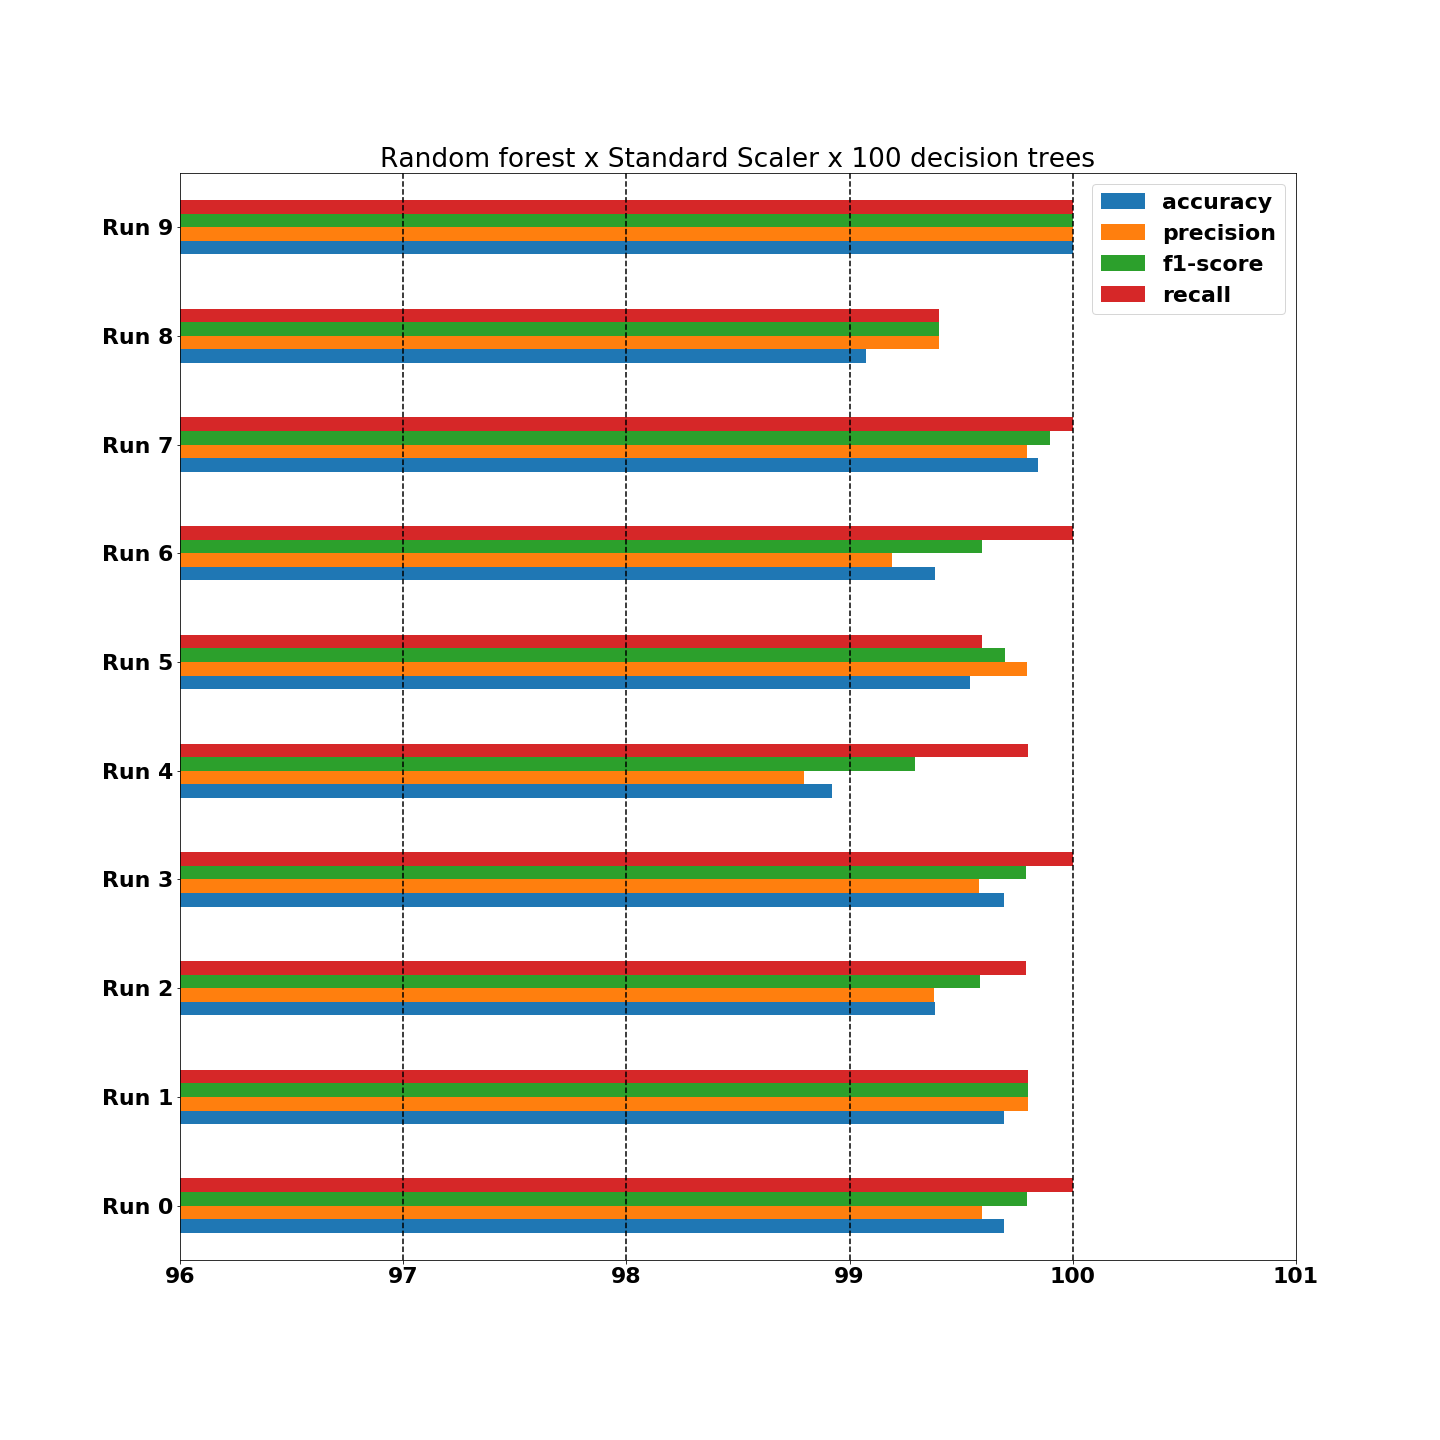 Random forest x Standard Scaler x 100 decision trees
accuracy
precision
f1-score
recall
Run 9
Run 8
Run 7
Run 6
Run 5
Run 4
Run 3
Run 2
Run 1
Run 0
96 97 98 99 100 101